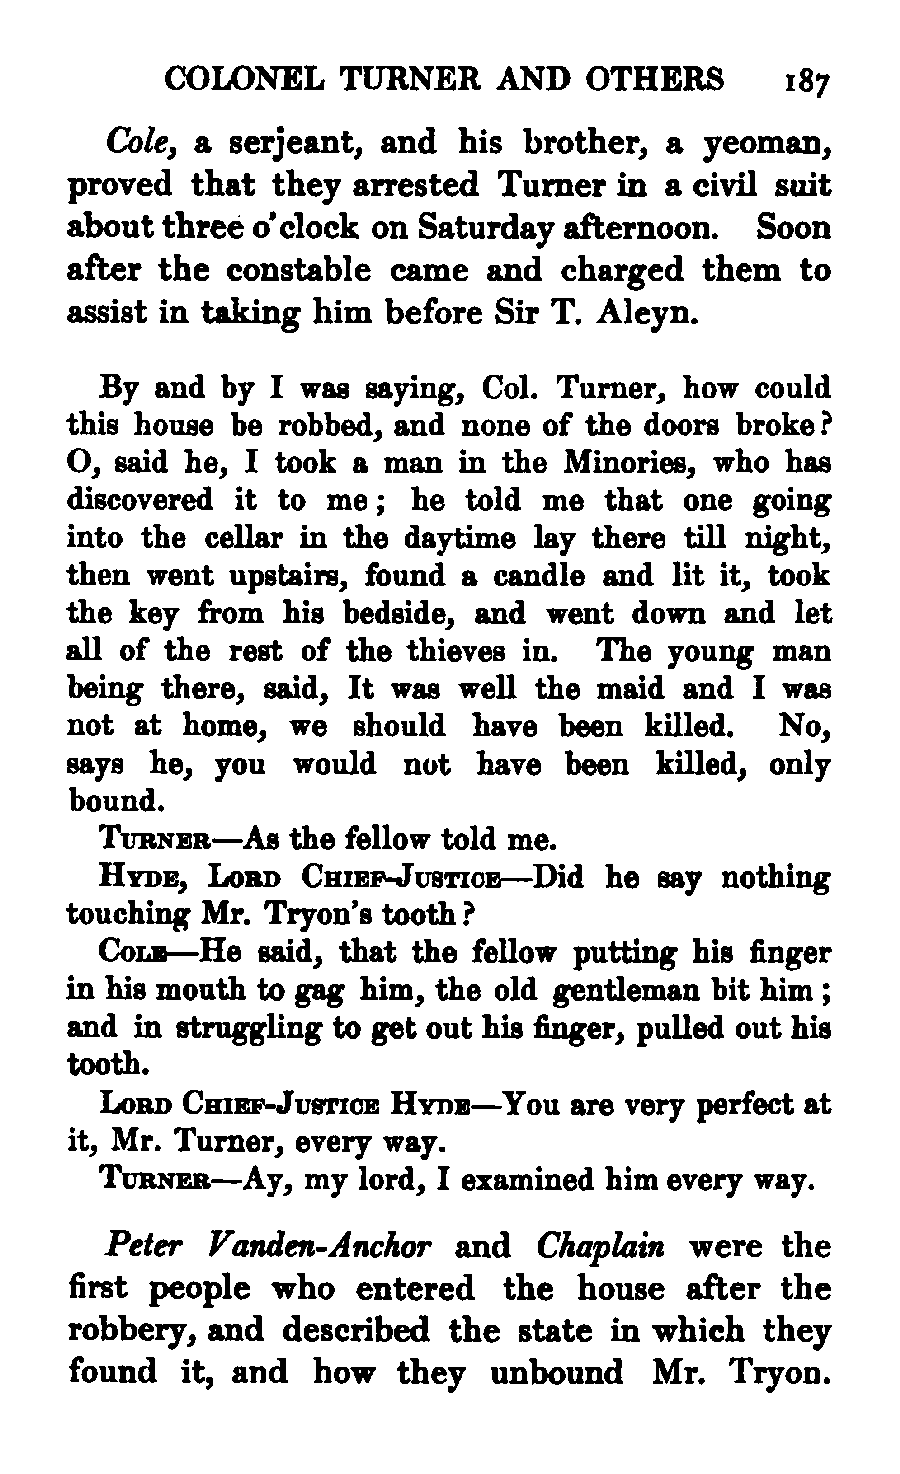 COLONEL TURNER AND OTHERS 187
Cole, a serjeant, and his brother, a yeoman,
proved that they arrested Turner in a civil suit
about three o'clock on Saturday afternoon. Soon
after the constable came and charged them to
assist in taking him before Sir T. Aleyn.
By and by I was saying, Col. Turner, how could
this house be robbed, and none of the doors broke?
O, said he, I took a man in the Minories, who has
discovered it to me; he told me that one going
into the cellar in the daytime lay there till night,
then went upstairs, found a candle and lit it, took
the key from his bedside, and went down and let
all of the rest of the thieves in. The young man
being there, said, It was well the maid and I was
not at home, we should have been killed. No,
says he, you would not have been killed, only
bound.
TURNER—As the fellow told me.
HYDE, LORD CHIEF-JUSTICE—Did he say nothing
touching Mr. Tryon's tooth?
COLE—He said, that the fellow putting his finger
in his mouth to gag him, the old gentleman bit him;
and in struggling to get out his finger, pulled out his
tooth.
LORD CHIEF-JUSTICE HYDE—You are very perfect at
it, Mr. Turner, every way.
TURNER—Ay, my lord, I examined him every way.
Peter Vanden-Anchor and Chaplain were the
first people who entered the house after the
robbery, and described the state in which they
found it, and how they unbound Mr. Tryon.